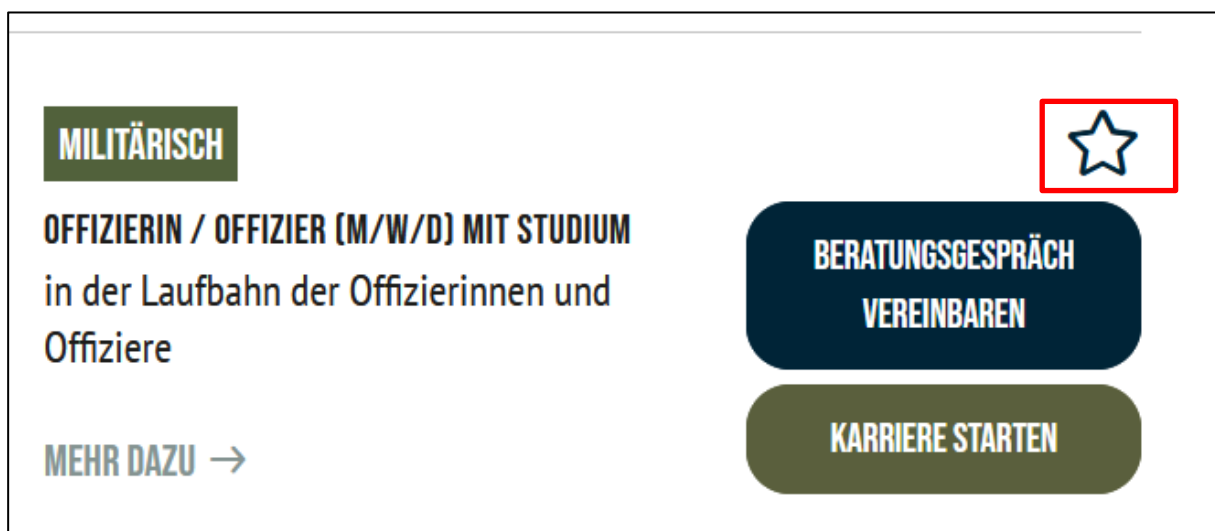 MILITÄRISCH
OFFIZIERIN / OFFIZIER (M/W/D) MIT STUDIUM
in der Laufbahn der Offizierinnen und
Offiziere
MEHR DAZU →
BERATUNGSGESPRÄCH
VEREINBAREN
KARRIERE STARTEN